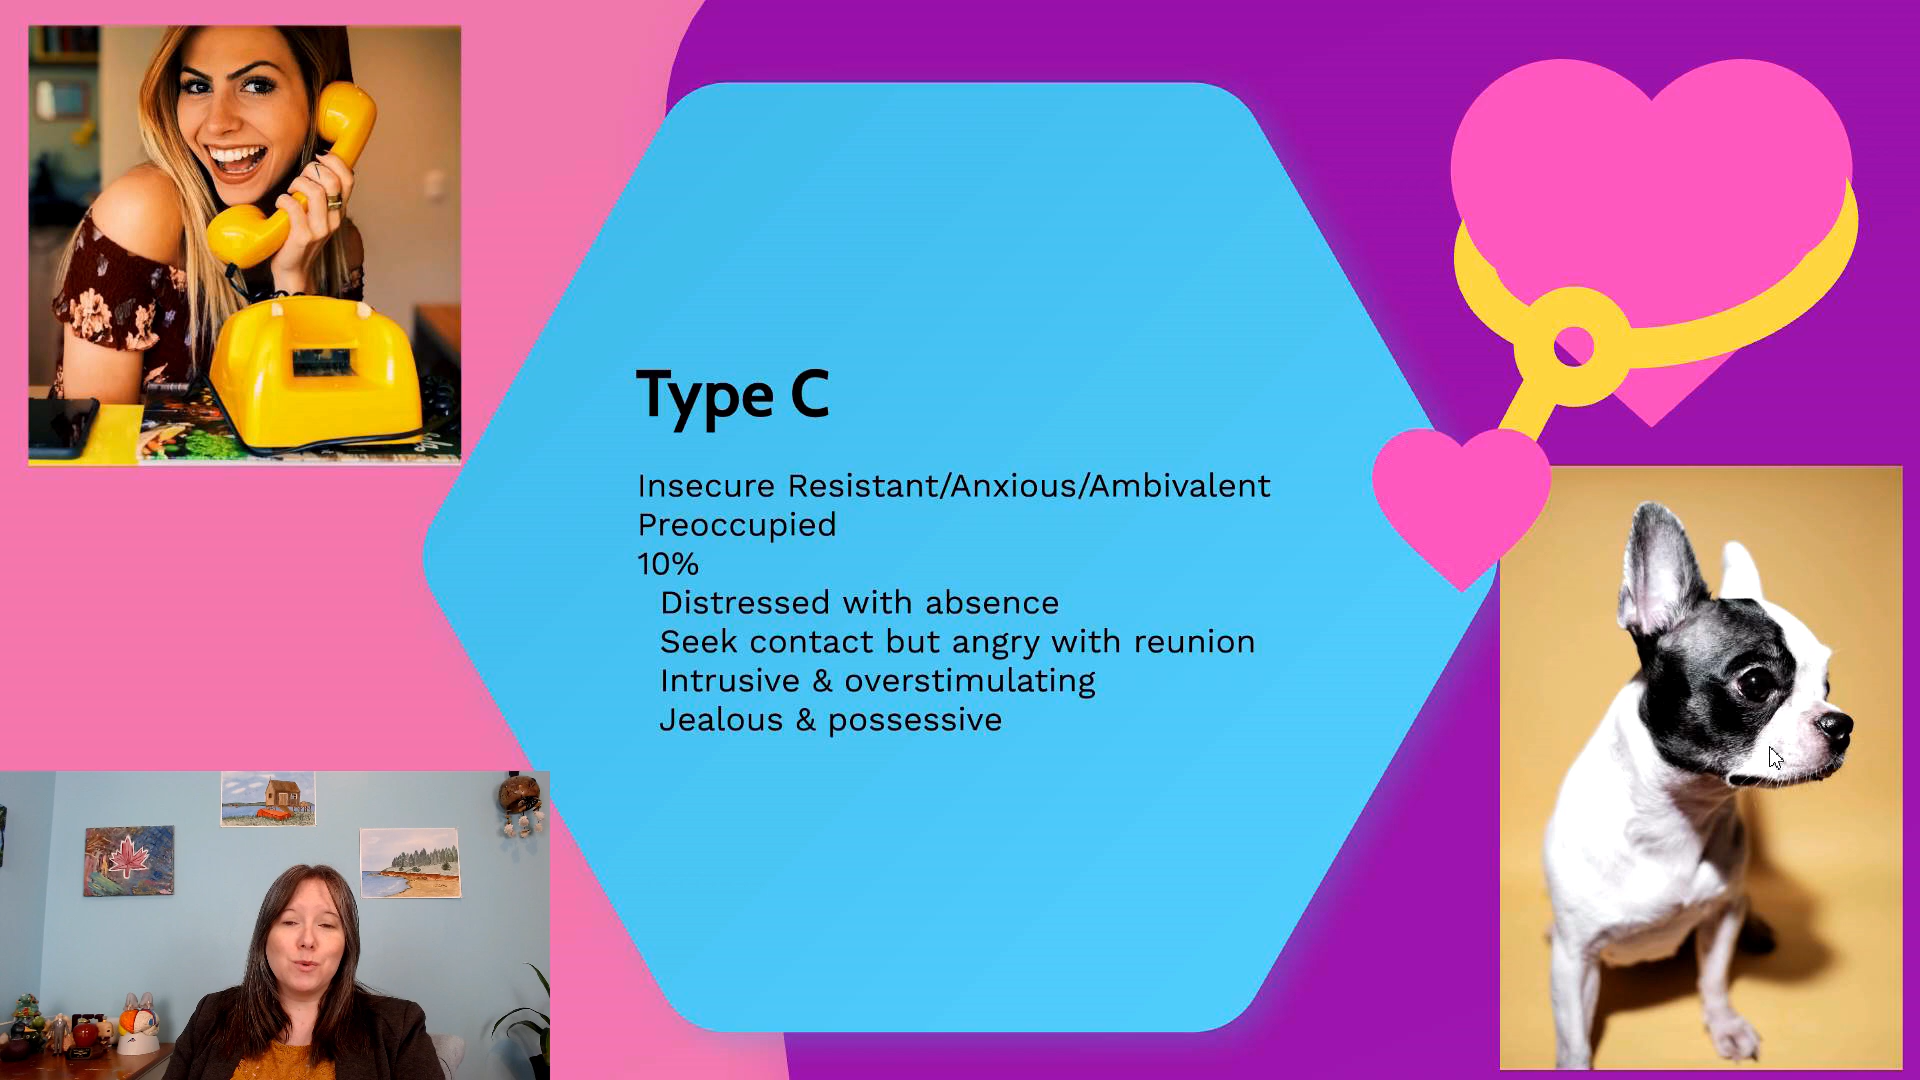 Type C
Insecure Resistant/Anxious/Ambivalent
Preoccupied
10%
Distressed with absence
Seek contact but angry with reunion
Intrusive & overstimulating
Jealous & possessive